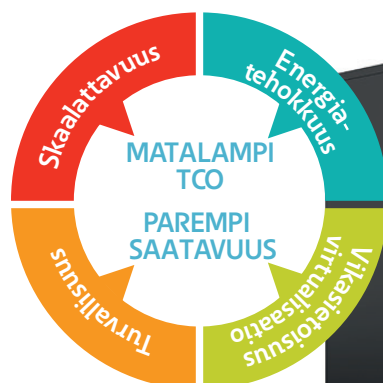 Skaalattavuus
Energia-
tehokkuus
MATALAMPI
TCO
PAREMPI
SAATAVUUS
Turvallisuus
Vikasietoisuus
virtualisaatio